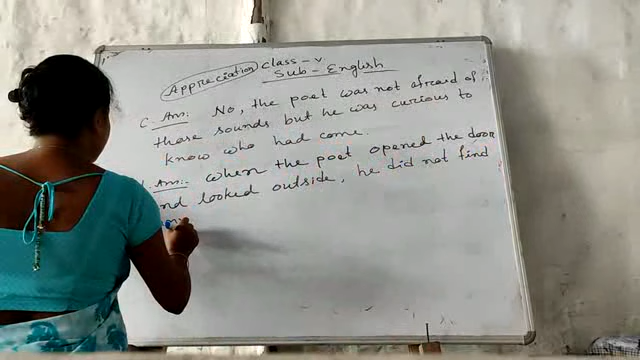 Appreciation Class - V
Sub - English
C. Ans. No, the poet was not afraid of
those sounds but he was curious to
know who had come.
Ans. When the poet opened the door
and looked outside, he did not find